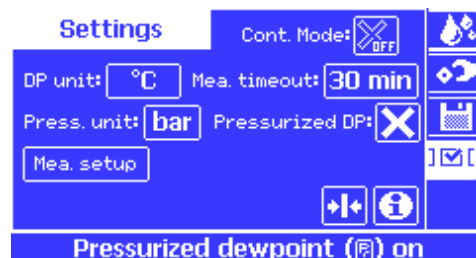 Settings
Cont. Mode: OFF
DP unit: °C Mea. timeout: 30 min
Press. unit: bar Pressurized DP:
Mea. setup
Pressurized dewpoint (P) on